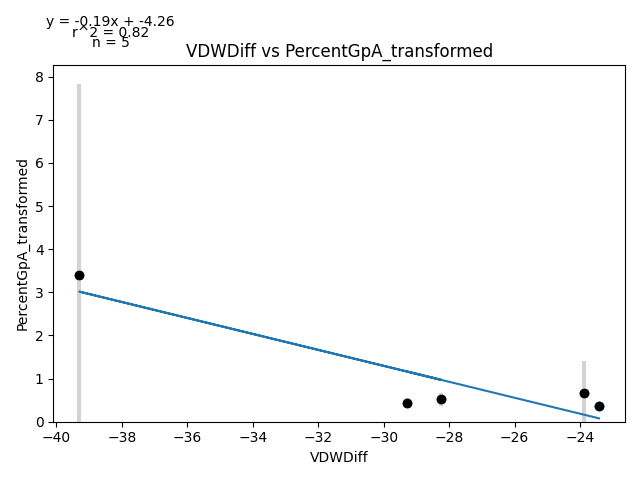 y = -0.19x + -4.26
r^2 = 0.82
n = 5
VDWDiff vs PercentGpA_transformed
8
7
6
5
4
3
2
1
0
PercentGpA_transformed
−40 −38 −36 −34 −32 −30 −28 −26 −24
VDWDiff